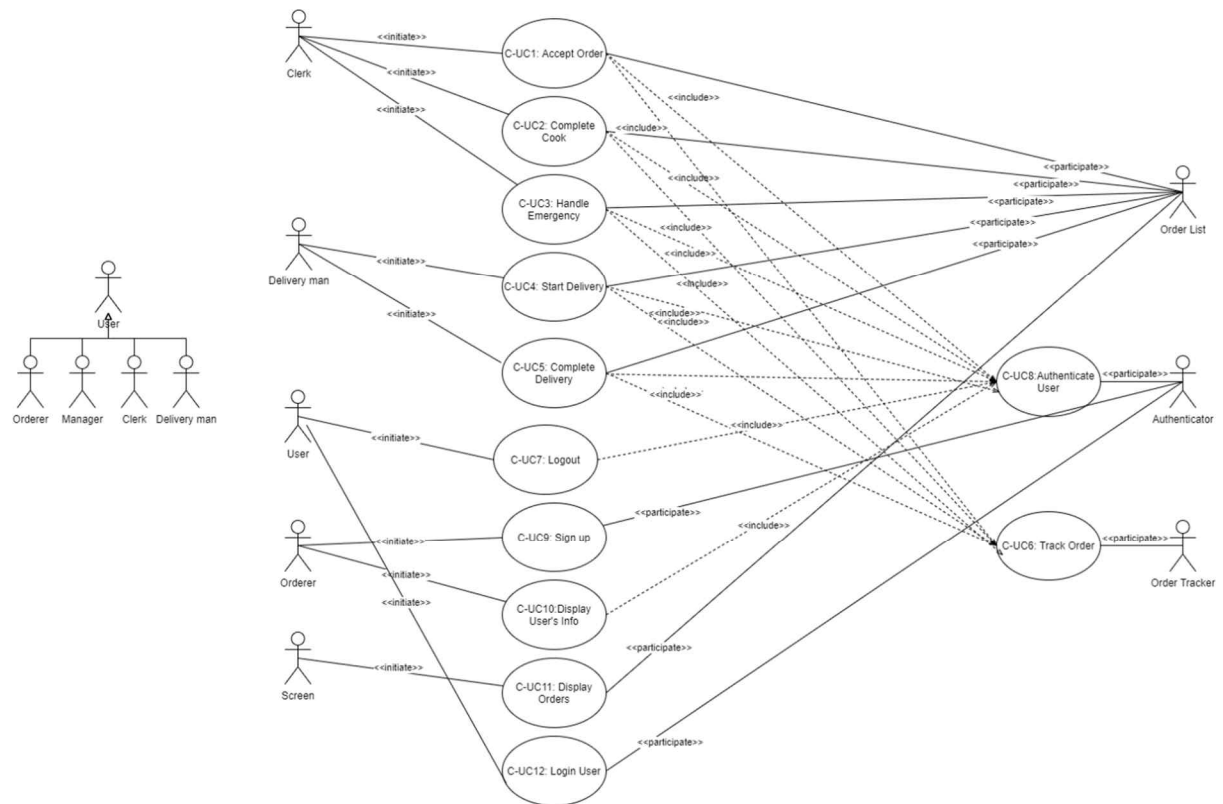 Clerk
<<initiate>>
C-UC1: Accept Order
<<initiate>>
<<include>>
<<initiate>>
C-UC2: Complete
Cook
<<include>>
<<participate>>
<<include>>
<<participate>>
C-UC3: Handle
Emergency
<<participate>>
Order List
<<participate>>
<<include>>
<<participate>>
Delivery man
<<initiate>>
<<include>>
C-UC4: Start Delivery
<<include>>
<<include>>
<<include>>
User
<<initiate>>
C-UC5: Complete
Delivery
C-UC8:Authenticate
User
<<participate>>
<<include>>
Authenticator
Orderer
Manager
Clerk
Delivery man
User
<<initiate>>
<<include>>
C-UC7: Logout
<<participate>>
<<include>>
<<initiate>>
C-UC9: Sign up
C-UC6: Track Order
<<participate>>
Orderer
Order Tracker
<<initiate>>
<<initiate>>
C-UC10:Display
User's Info
<<participate>>
<<initiate>>
C-UC11: Display
Orders
Screen
<<participate>>
C-UC12: Login User